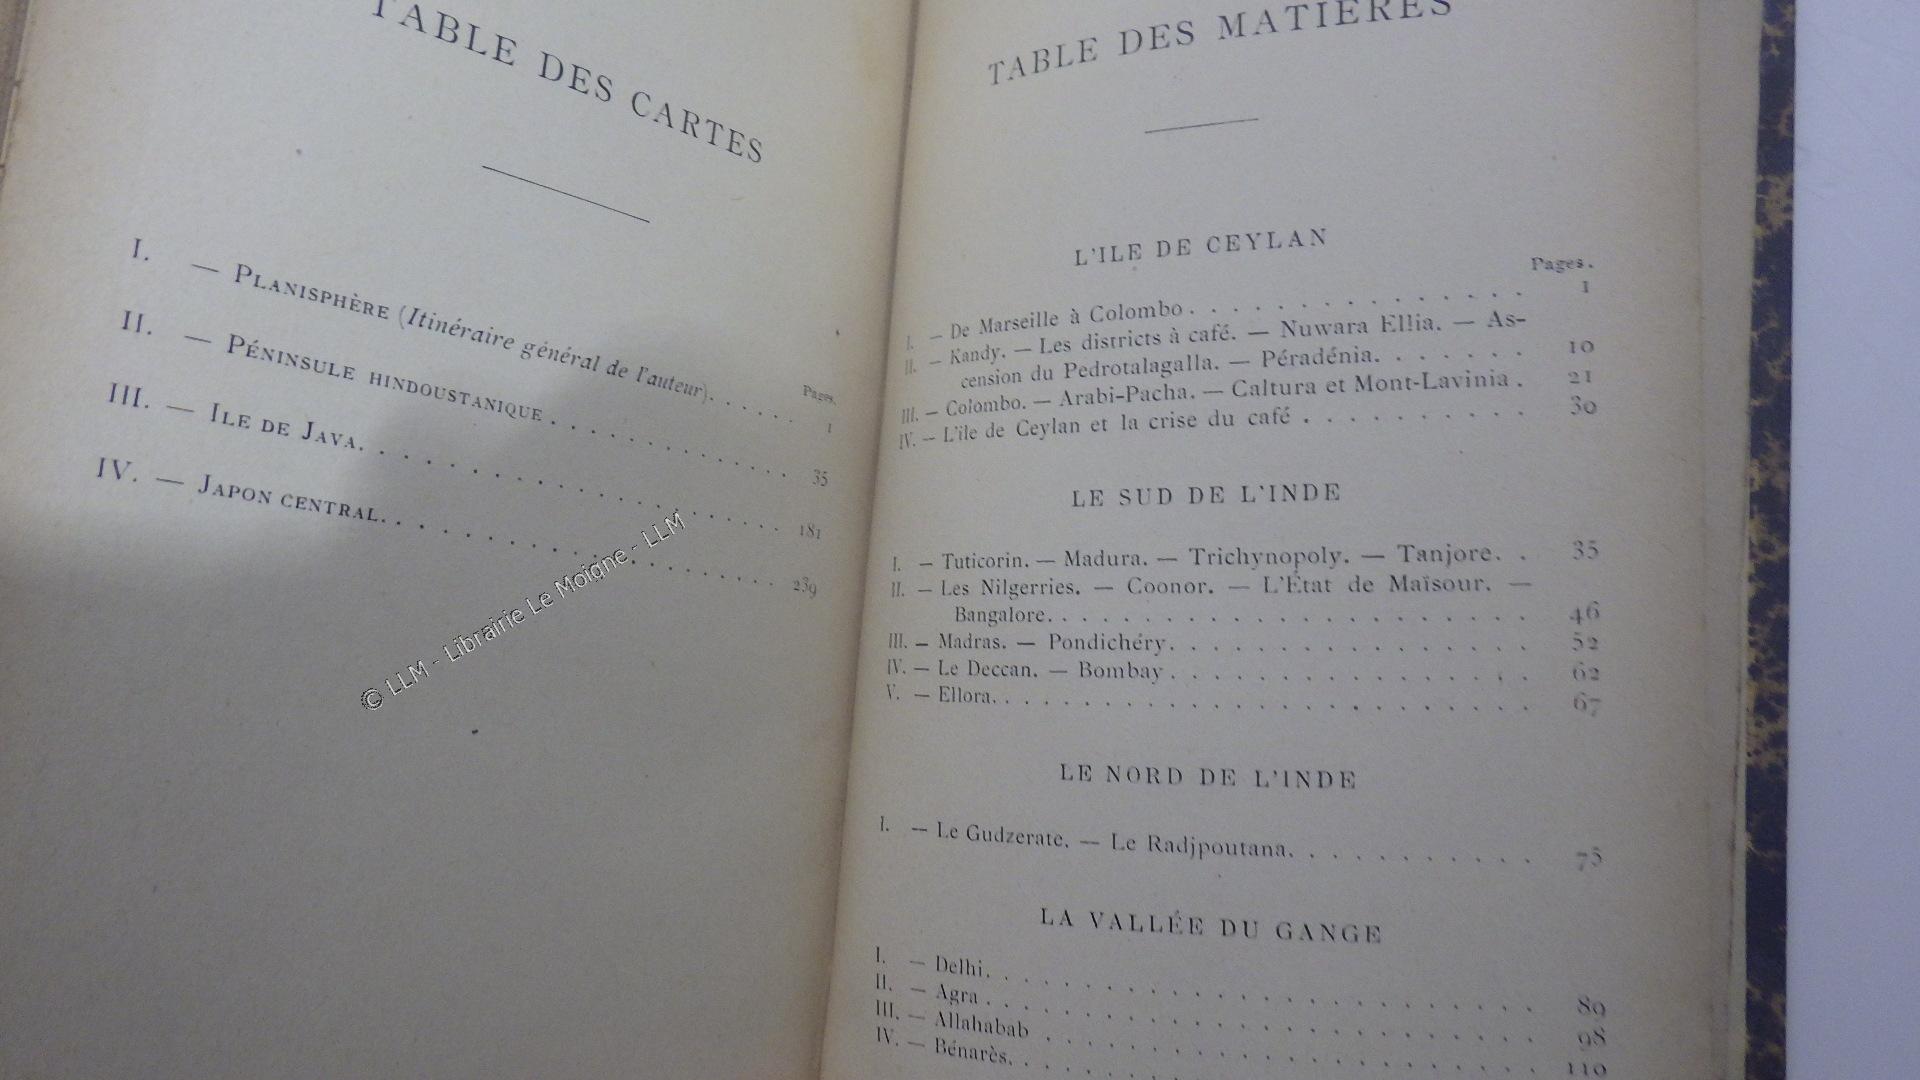 TABLE DES CARTES
Pages.
I. — PLANISPHÈRE (Itinéraire général de l'auteur). . . . . . 1
II. — PÉNINSULE HINDOUSTANIQUE . . . . . . . . . . . . . 35
III. — ILE DE JAVA. . . . . . . . . . . . . . . . . . . . . 181
IV. — JAPON CENTRAL. . . . . . . . . . . . . . . . . . . . 239
© LLM - Librairie Le Moigne - LLM
TABLE DES MATIÈRES
L'ILE DE CEYLAN
Pages.
I. — De Marseille à Colombo. . . . . . . . . . . . . . 1
II. — Kandy. — Les districts à café. — Nuwara Ellia. — As-
cension du Pedrotalagalla. — Péradénia. . . . . . . 10
III. — Colombo. — Arabi-Pacha. — Caltura et Mont-Lavinia . 21
IV. — L'ile de Ceylan et la crise du café . . . . . . . . . . 30
LE SUD DE L'INDE
I. — Tuticorin. — Madura. — Trichynopoly. — Tanjore. . 35
II. — Les Nilgerries. — Coonor. — L'État de Maïsour. —
Bangalore. . . . . . . . . . . . . . . . . . . . . 46
III. — Madras. — Pondichéry. . . . . . . . . . . . . . . . 52
IV. — Le Deccan. — Bombay . . . . . . . . . . . . . . . . 62
V. — Ellora. . . . . . . . . . . . . . . . . . . . . . . . 67
LE NORD DE L'INDE
I. — Le Gudzerate. — Le Radjpoutana. . . . . . . . . . . 75
LA VALLÉE DU GANGE
I. — Delhi. . . . . . . . . . . . . . . . . . . . . . . . 89
II. — Agra . . . . . . . . . . . . . . . . . . . . . . . . 98
III. — Allahabab . . . . . . . . . . . . . . . . . . . . . 110
IV. — Bénarès. . . . . . . . .